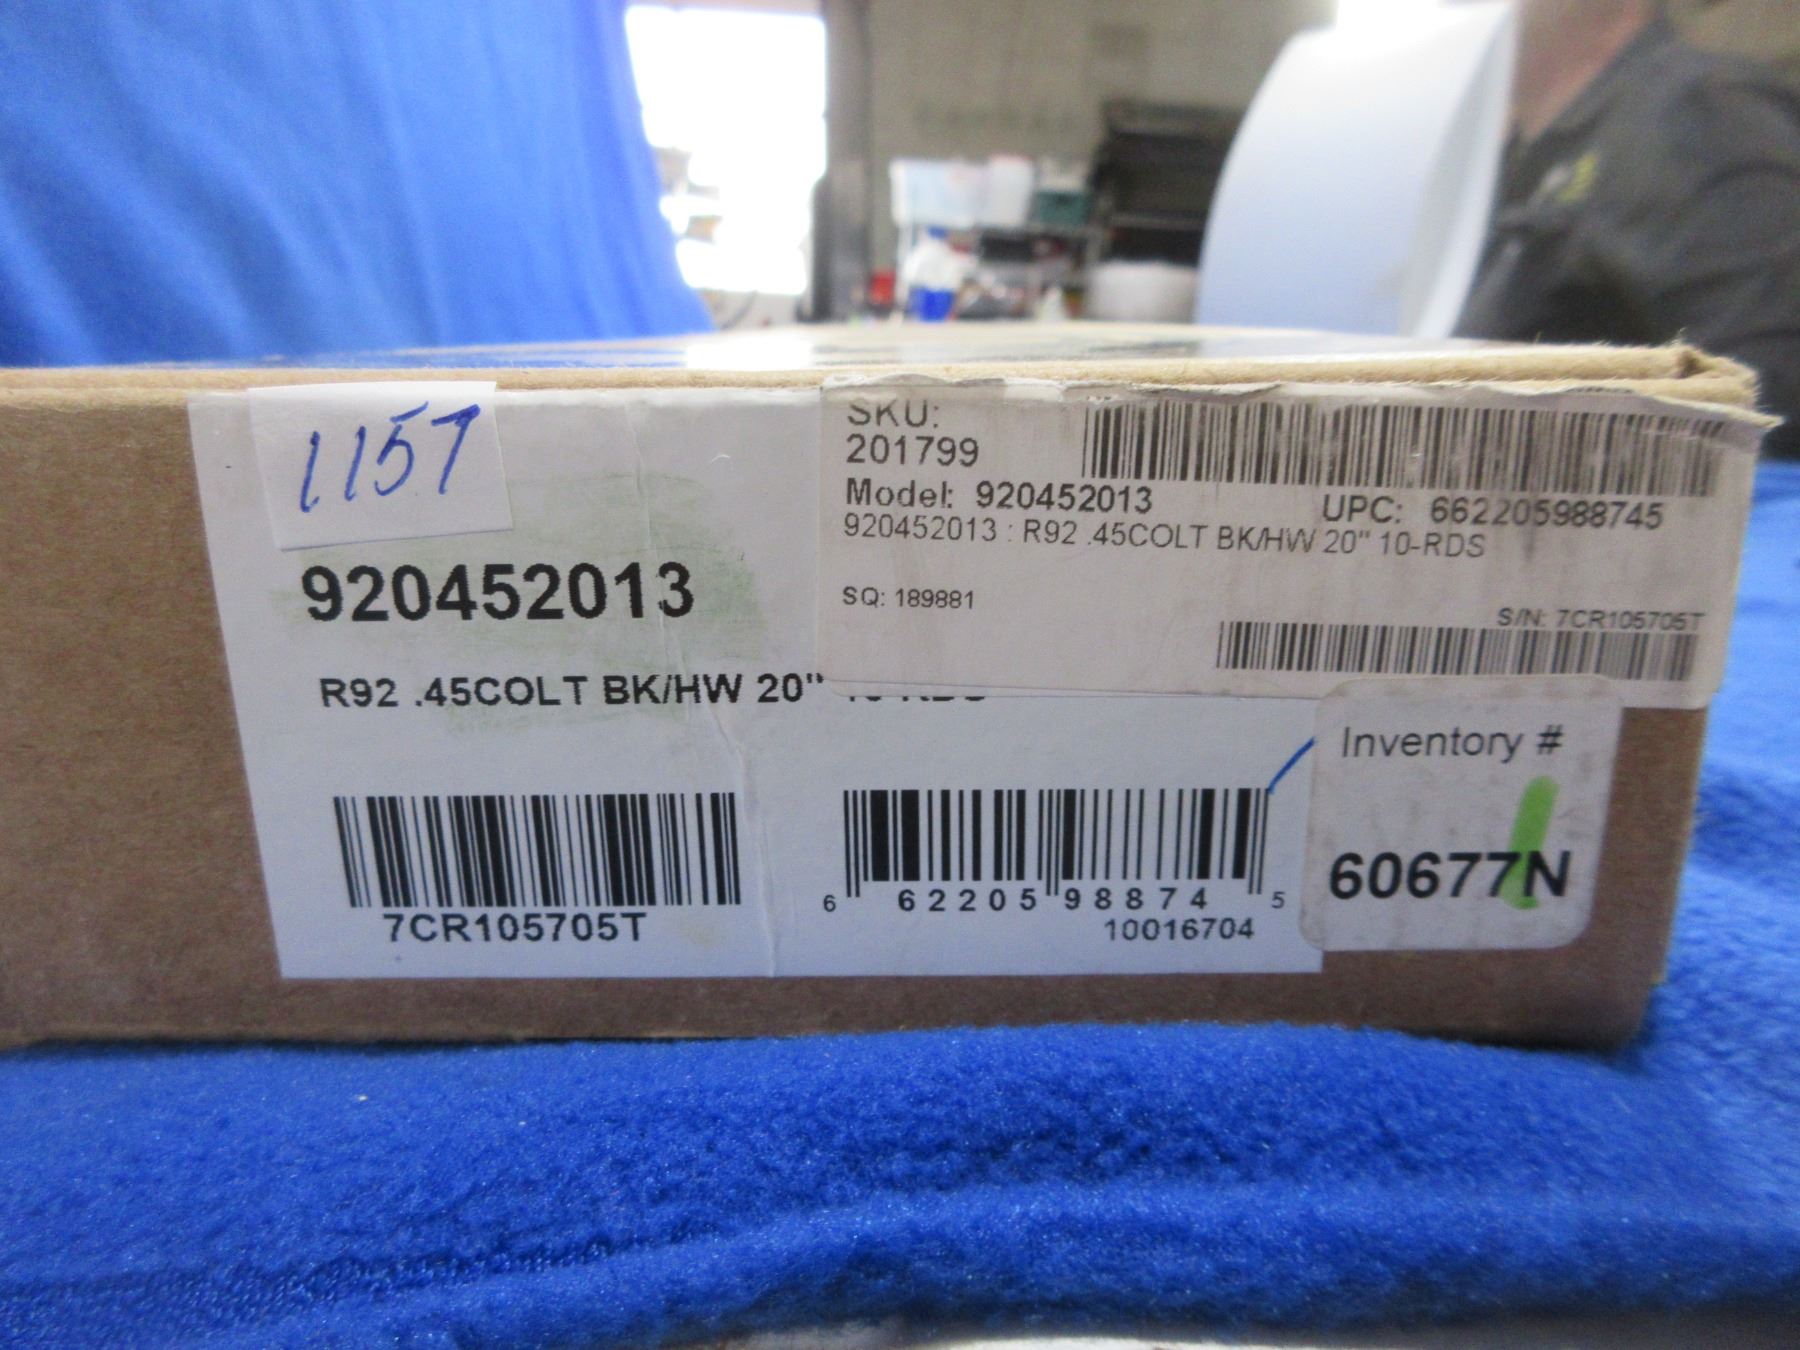 1157
920452013
R92 .45COLT BK/HW 20"
7CR105705T
6 62205 98874 5
10016704
SKU:
201799
Model: 920452013
UPC: 662205988745
920452013 : R92 .45COLT BK/HW 20" 10-RDS
SQ: 189881
S/N: 7CR105705T
Inventory #
60677N